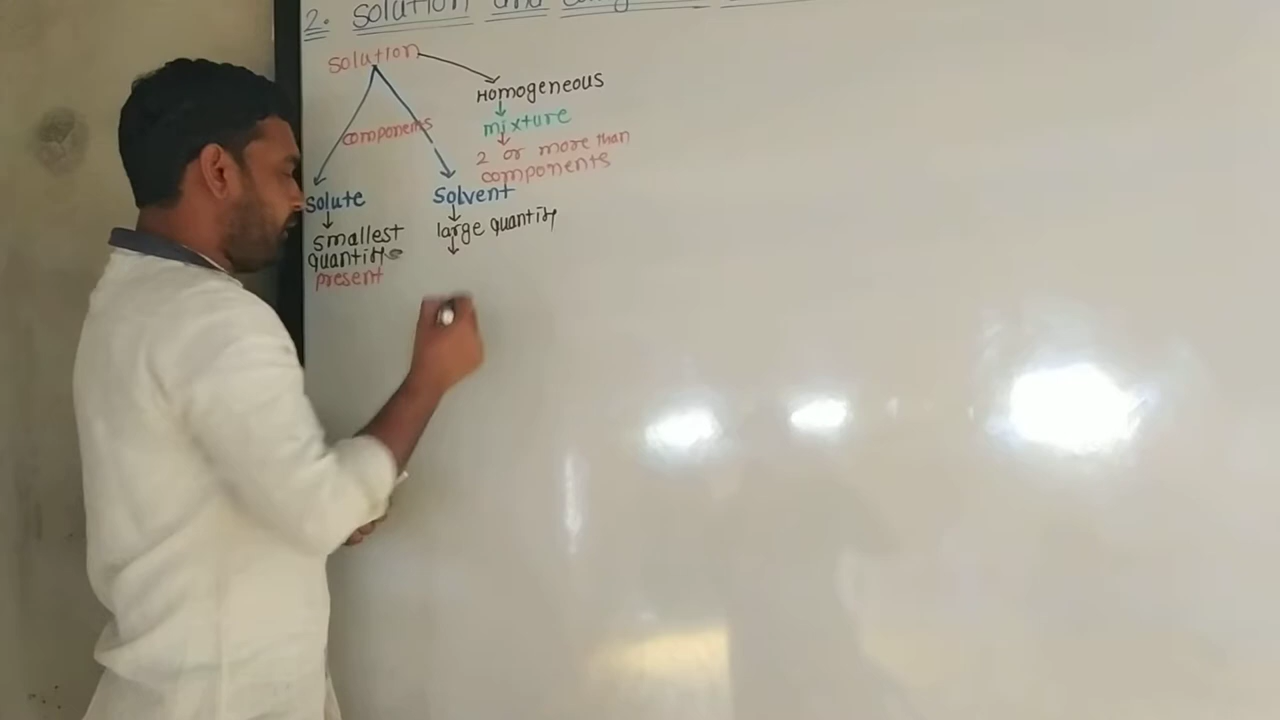 2. solution and
solution
Homogeneous
mixture
components
2 or more than
components
solute
solvent
smallest
quantity
present
large quantity